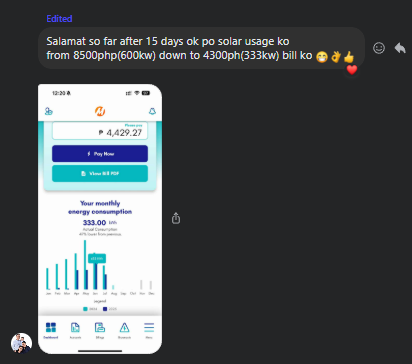 Edited
Salamat so far after 15 days ok po solar usage ko
from 8500php(600kw) down to 4300ph(333kw) bill ko 😁👌👍
❤️
12:20
₱ 4,429.27
Pay Now
View Bill PDF
Your monthly
energy consumption
333.00 kWh
Annual Consumption
Jan Feb Mar Apr May Jun Jul Aug Sep Oct Nov Dec
Legend
Dashboard